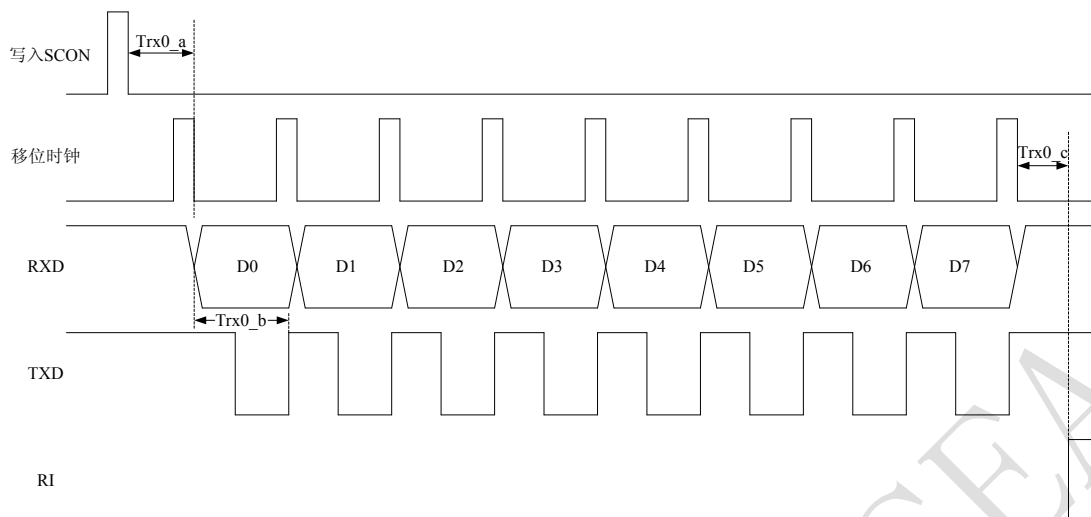 写入SCON
Trx0_a
移位时钟
Trx0_c
RXD
D0 D1 D2 D3 D4 D5 D6 D7
Trx0_b
TXD
RI